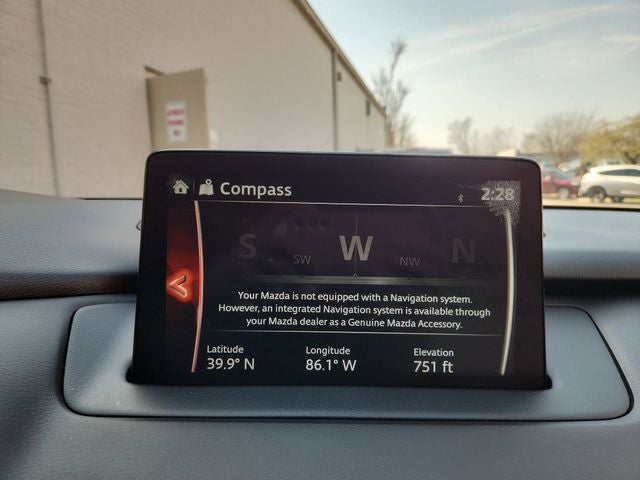 Compass
2:28
S SW W NW N
Your Mazda is not equipped with a Navigation system.
However, an integrated Navigation system is available through
your Mazda dealer as a Genuine Mazda Accessory.
Latitude Longitude Elevation
39.9° N 86.1° W 751 ft